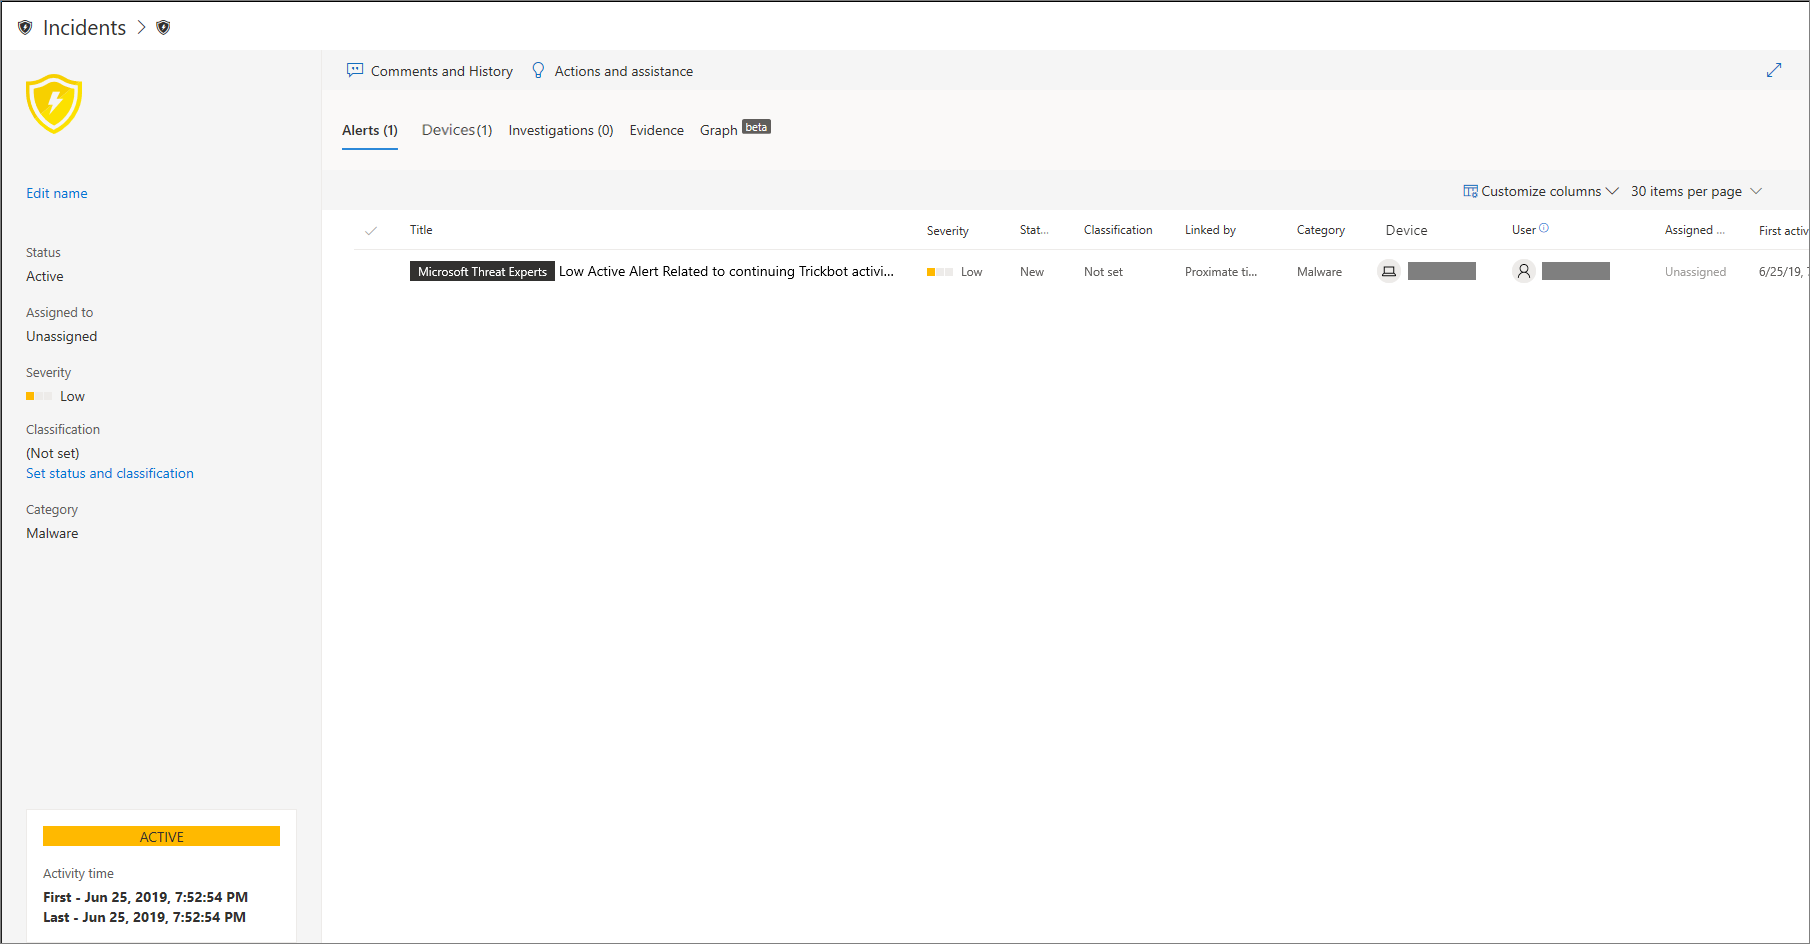 Incidents
Comments and History Actions and assistance
Alerts (1) Devices(1) Investigations (0) Evidence Graph beta
Edit name
Customize columns 30 items per page
Title Severity Stat... Classification Linked by Category Device User Assigned ... First activ
Microsoft Threat Experts Low Active Alert Related to continuing Trickbot activi... Low New Not set Proximate ti... Malware Unassigned 6/25/19,
Status
Active
Assigned to
Unassigned
Severity
Low
Classification
(Not set)
Set status and classification
Category
Malware
ACTIVE
Activity time
First - Jun 25, 2019, 7:52:54 PM
Last - Jun 25, 2019, 7:52:54 PM